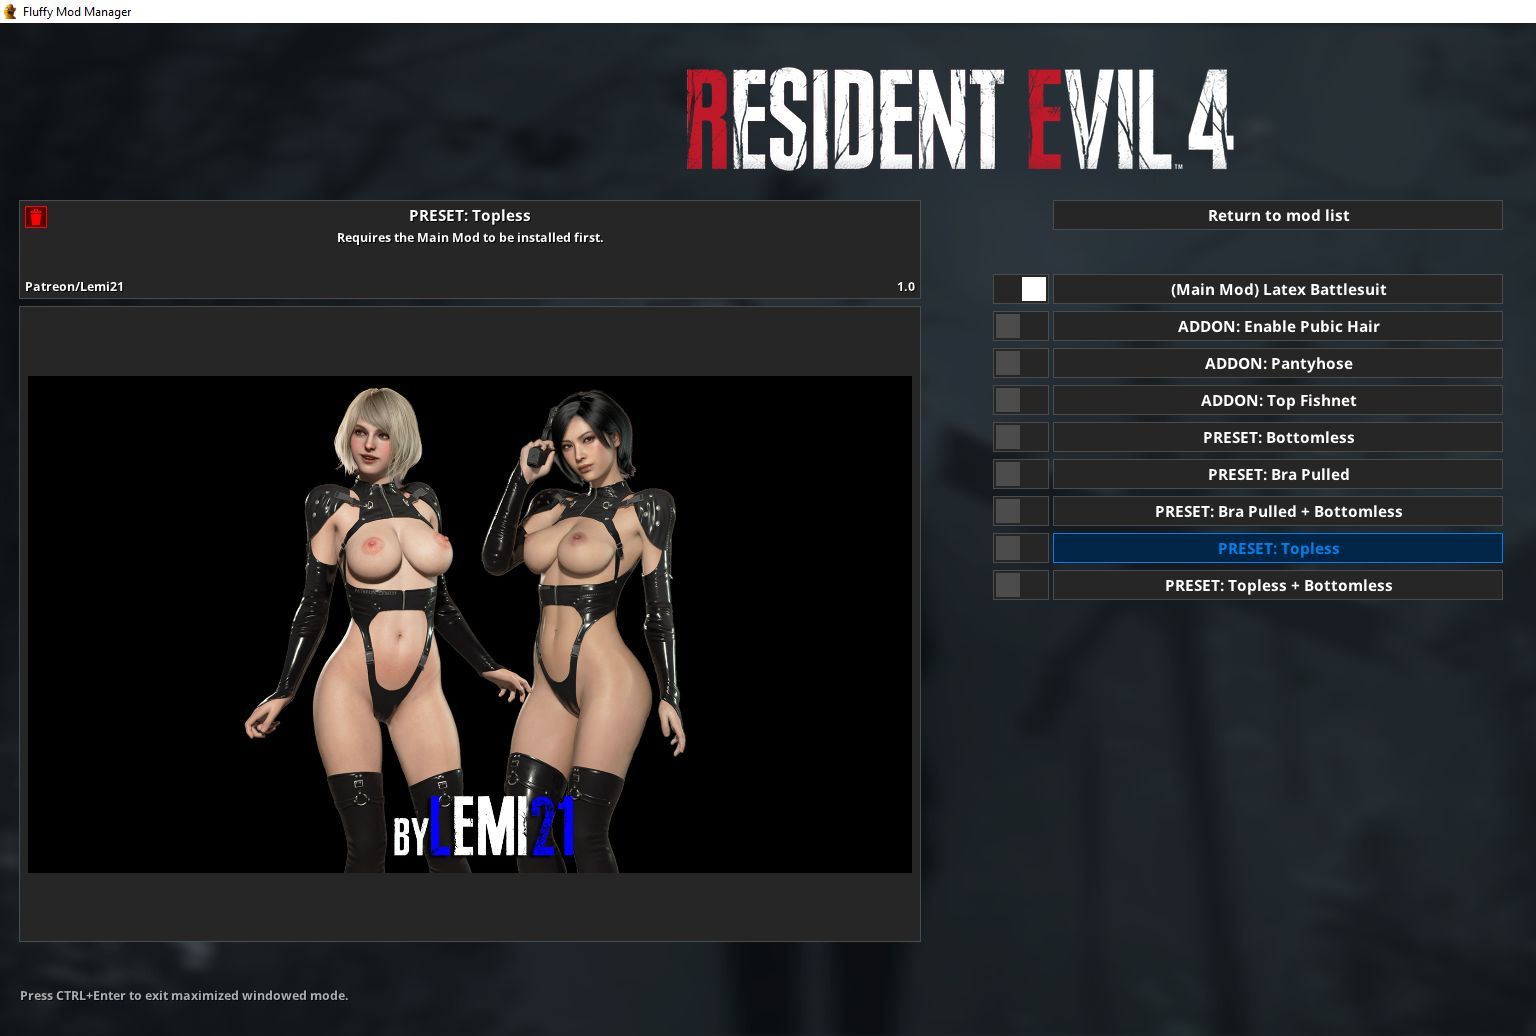 Fluffy Mod Manager
RESIDENT EVIL 4
PRESET: Topless
Requires the Main Mod to be installed first.
Patreon/Lemi21
1.0
BY LEMI21
Return to mod list
(Main Mod) Latex Battlesuit
ADDON: Enable Pubic Hair
ADDON: Pantyhose
ADDON: Top Fishnet
PRESET: Bottomless
PRESET: Bra Pulled
PRESET: Bra Pulled + Bottomless
PRESET: Topless
PRESET: Topless + Bottomless
Press CTRL+Enter to exit maximized windowed mode.